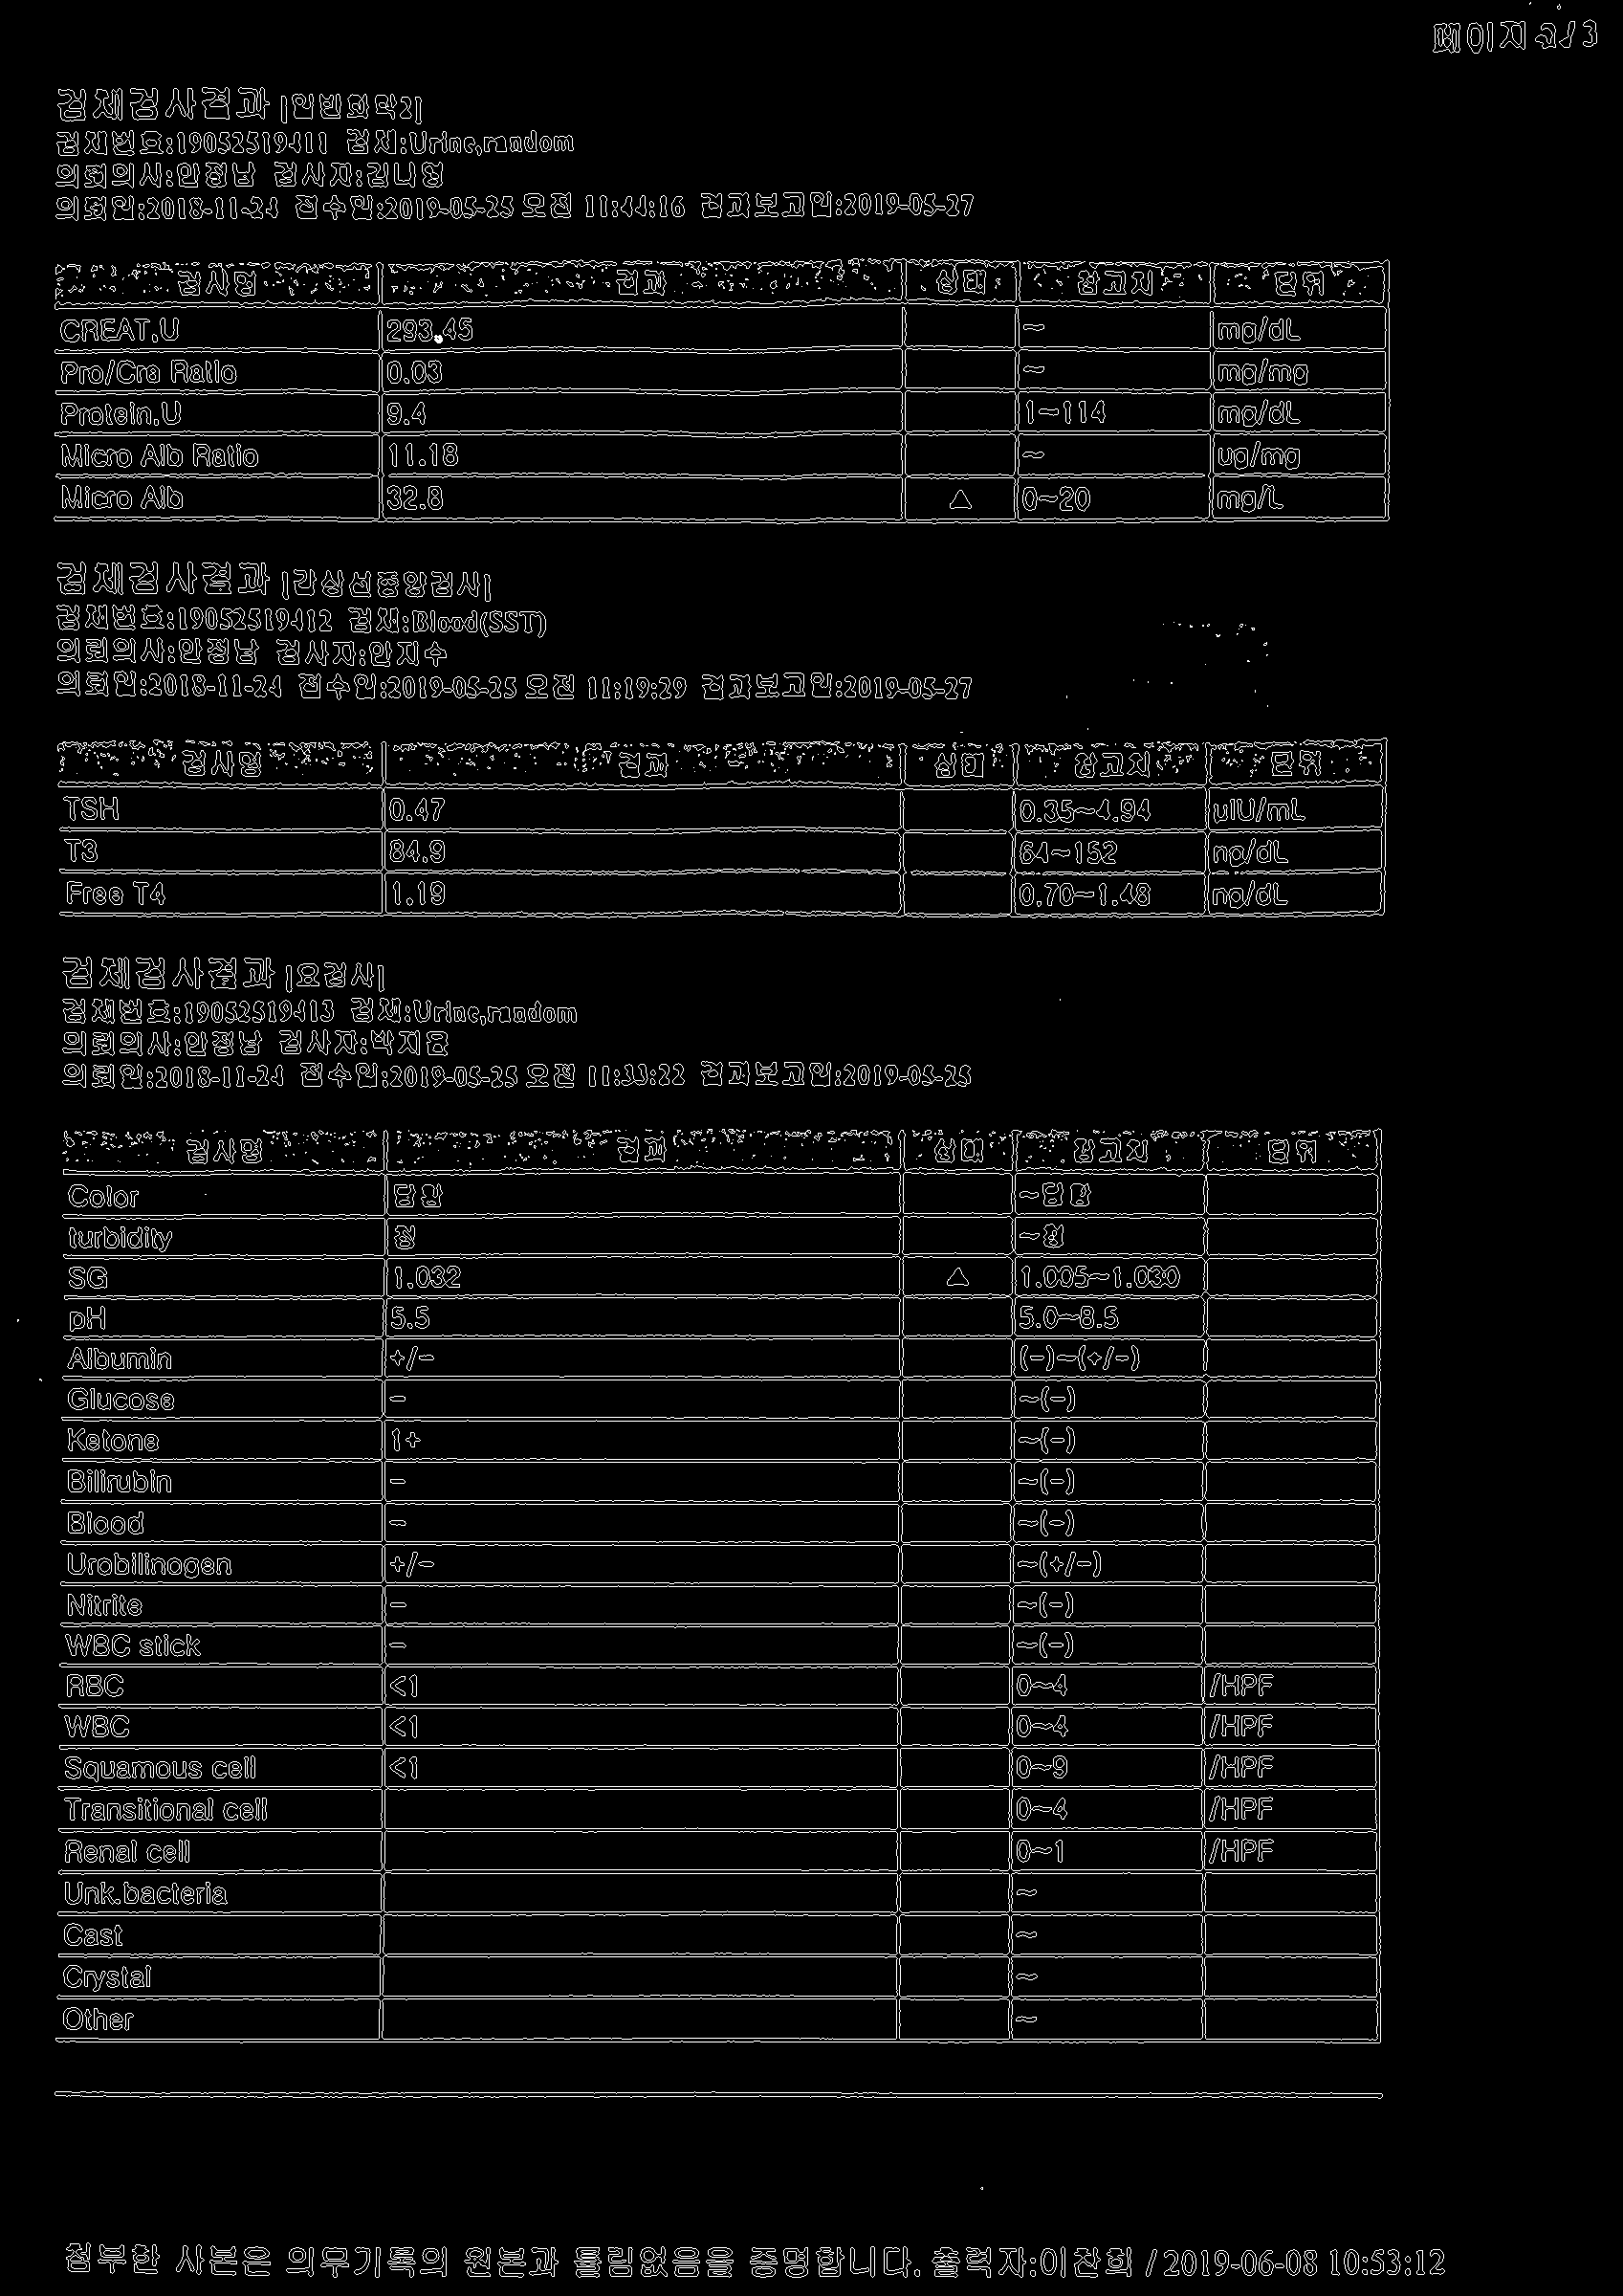 페이지 2/3
검체검사결과 [일반화학2]
검체번호:19052519411 검체:Urine,random
의뢰의사:안정남 검사자:김나영
의뢰일:2018-11-24 접수일:2019-05-25 오전 11:44:16 결과보고일:2019-05-27
검사명 결과 상태 참고치 단위
CREAT,U 293.45 ~ mg/dL
Pro/Cre Ratio 0.03 ~ mg/mg
Protein,U 9.4 1~114 mg/dL
Micro Alb Ratio 11.18 ~ ug/mg
Micro Alb 32.8 △ 0~20 mg/L
검체검사결과 [갑상선종양검사]
검체번호:19052519412 검체:Blood(SST)
의뢰의사:안정남 검사자:안지수
의뢰일:2018-11-24 접수일:2019-05-25 오전 11:19:29 결과보고일:2019-05-27
검사명 결과 상태 참고치 단위
TSH 0.47 0.35~4.94 uIU/mL
T3 84.9 64~152 ng/dL
Free T4 1.19 0.70~1.48 ng/dL
검체검사결과 [요검사]
검체번호:19052519413 검체:Urine,random
의뢰의사:안정남 검사자:박지윤
의뢰일:2018-11-24 접수일:2019-05-25 오전 11:33:22 결과보고일:2019-05-25
검사명 결과 상태 참고치 단위
Color 담황 ~담황
turbidity 청 ~청
SG 1.032 △ 1.005~1.030
pH 5.5 5.0~8.5
Albumin +/- (-)~(+/-)
Glucose - ~(-)
Ketone 1+ ~(-)
Bilirubin - ~(-)
Blood - ~(-)
Urobilinogen +/- ~(+/-)
Nitrite - ~(-)
WBC stick - ~(-)
RBC <1 0~4 /HPF
WBC <1 0~4 /HPF
Squamous cell <1 0~9 /HPF
Transitional cell 0~4 /HPF
Renal cell 0~1 /HPF
Unk.bacteria ~
Cast ~
Crystal ~
Other ~
첨부한 사본은 의무기록의 원본과 틀림없음을 증명합니다. 출력자:이찬희 / 2019-06-08 10:53:12